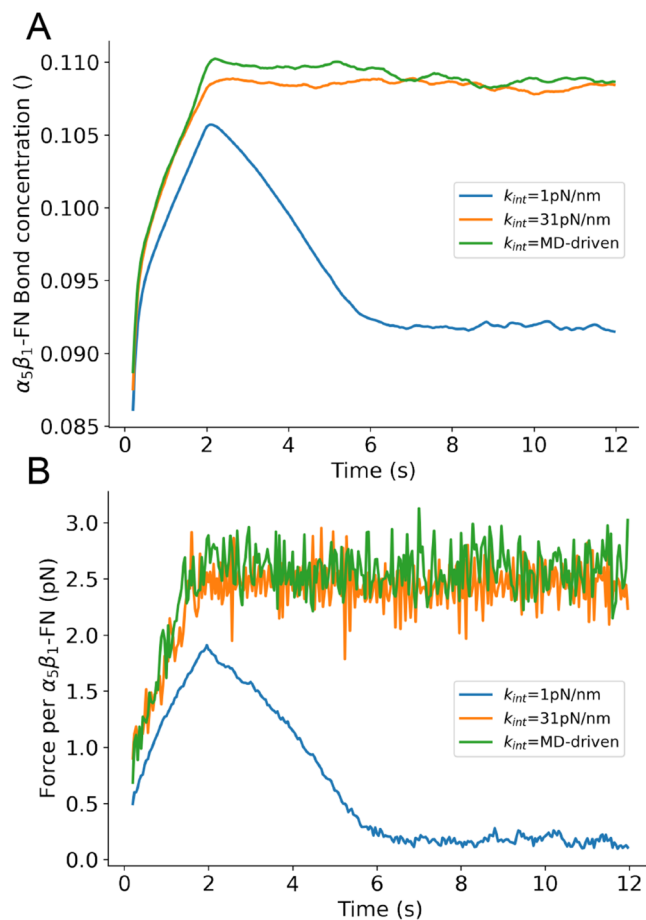 A
0.110
0.105
0.100
0.095
0.090
0.085
α5β1-FN Bond concentration ()
kint=1pN/nm
kint=31pN/nm
kint=MD-driven
0 2 4 6 8 10 12
Time (s)
B
3.0
2.5
2.0
1.5
1.0
0.5
0.0
Force per α5β1-FN (pN)
kint=1pN/nm
kint=31pN/nm
kint=MD-driven
0 2 4 6 8 10 12
Time (s)